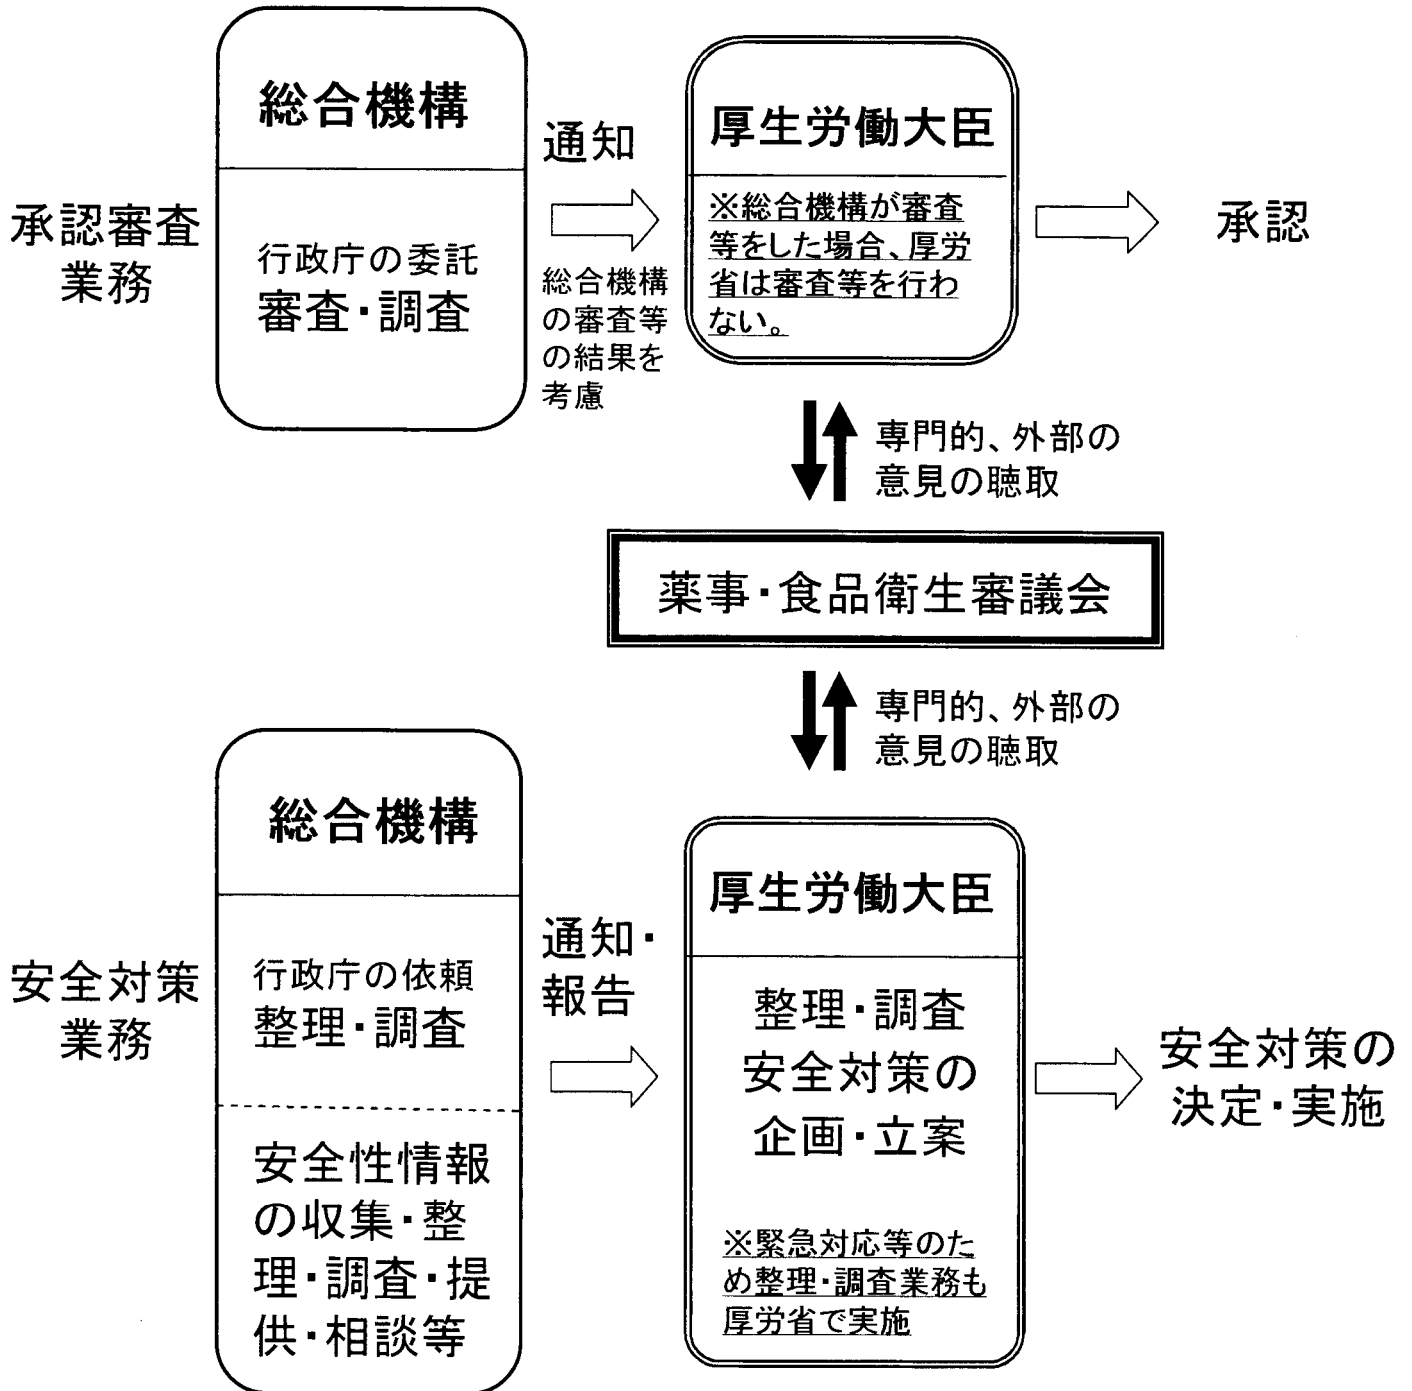 承認審査
業務
総合機構
行政庁の委託
審査・調査
通知
総合機構
の審査等
の結果を
考慮
厚生労働大臣
※総合機構が審査
等をした場合、厚労
省は審査等を行わ
ない。
承認
専門的、外部の
意見の聴取
薬事・食品衛生審議会
専門的、外部の
意見の聴取
安全対策
業務
総合機構
行政庁の依頼
整理・調査
安全性情報
の収集・整
理・調査・提
供・相談等
通知・
報告
厚生労働大臣
整理・調査
安全対策の
企画・立案
※緊急対応等のた
め整理・調査業務も
厚労省で実施
安全対策の
決定・実施